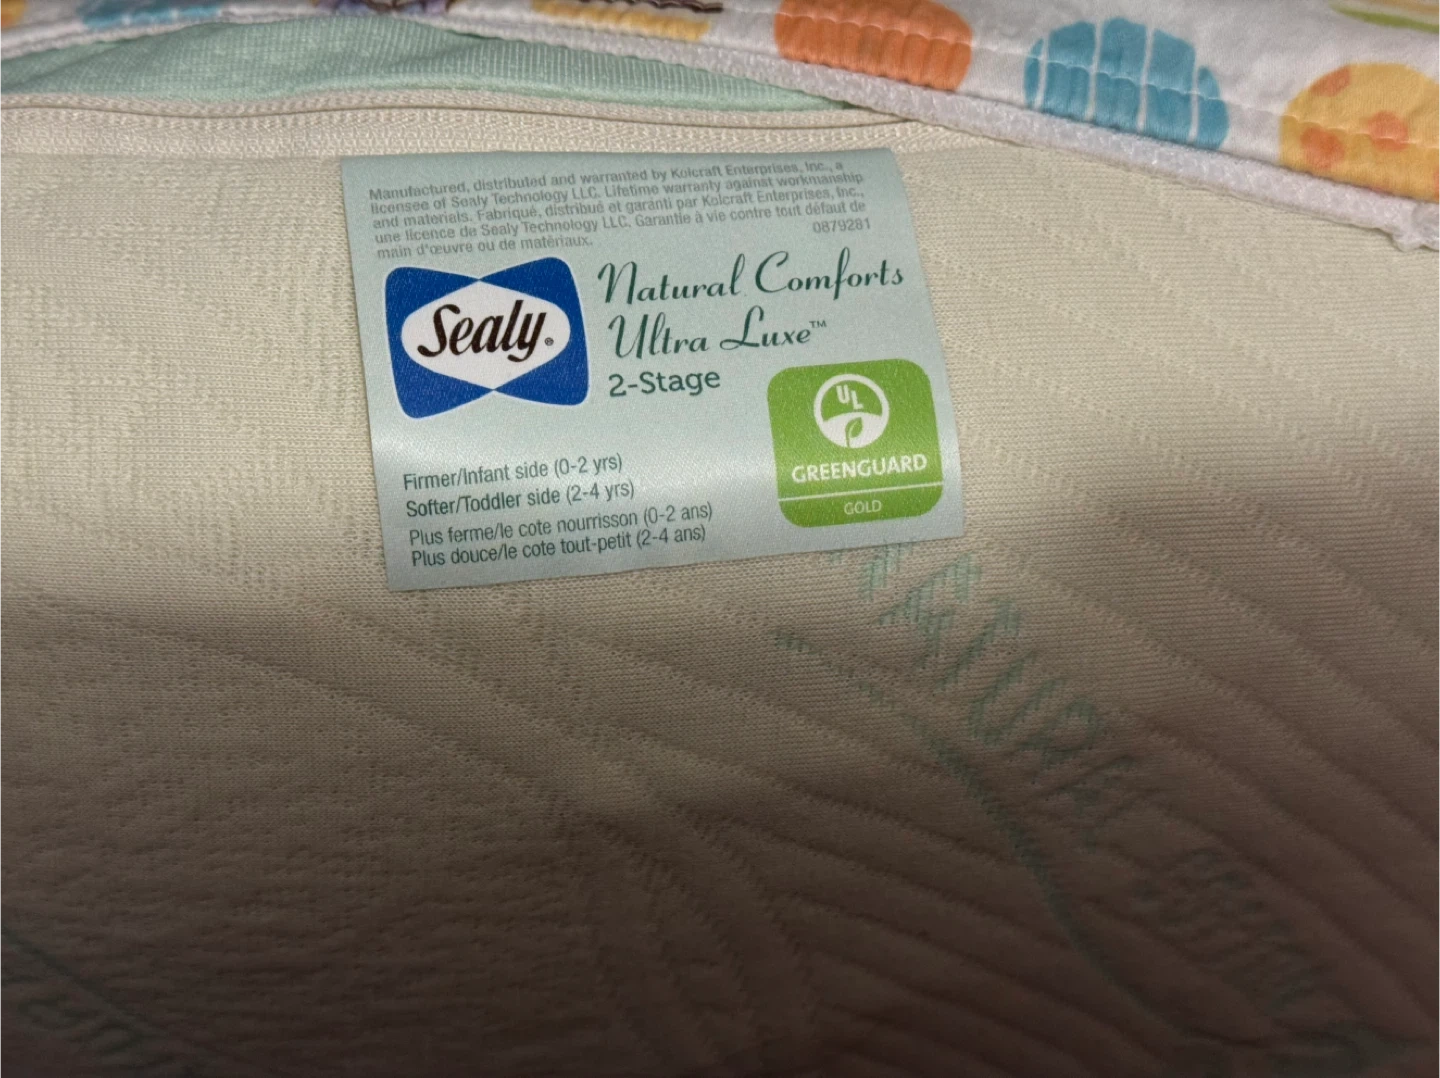 Manufactured, distributed and warranted by Kolcraft Enterprises, Inc., a
licensee of Sealy Technology LLC. Lifetime warranty against workmanship
and materials. Fabriqué, distribué et garanti par Kolcraft Enterprises, Inc.,
une licence de Sealy Technology LLC. Garantie à vie contre tout défaut de
main d'œuvre ou de matériaux.
0879281
Sealy®
Natural Comforts
Ultra Luxe™
2-Stage
UL
GREENGUARD
GOLD
Firmer/Infant side (0-2 yrs)
Softer/Toddler side (2-4 yrs)
Plus ferme/le cote nourrisson (0-2 ans)
Plus douce/le cote tout-petit (2-4 ans)
NATURAL